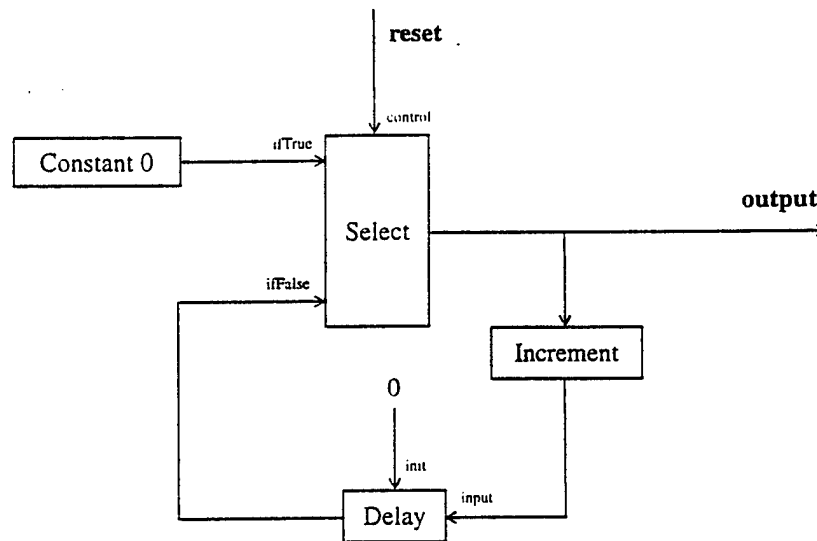 reset
control
ifTrue
Constant 0
output
Select
ifFalse
Increment
0
init
input
Delay